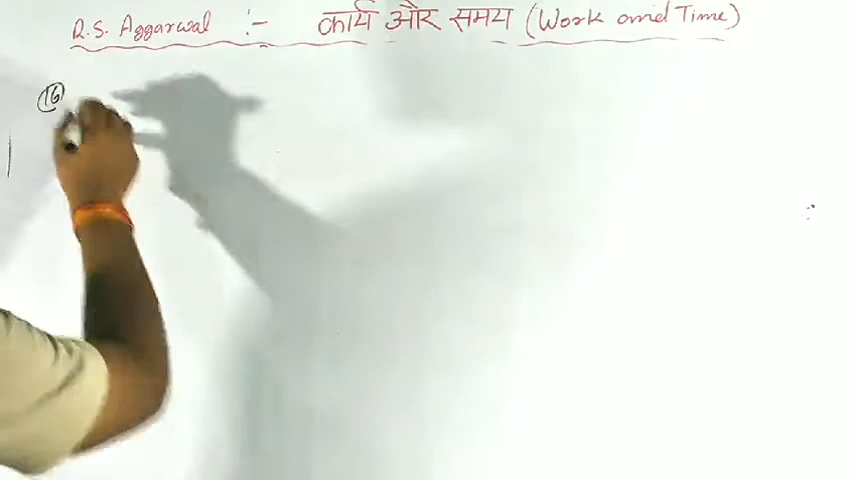 R.S. Aggarwal :- कार्य और समय (Work and Time)
16